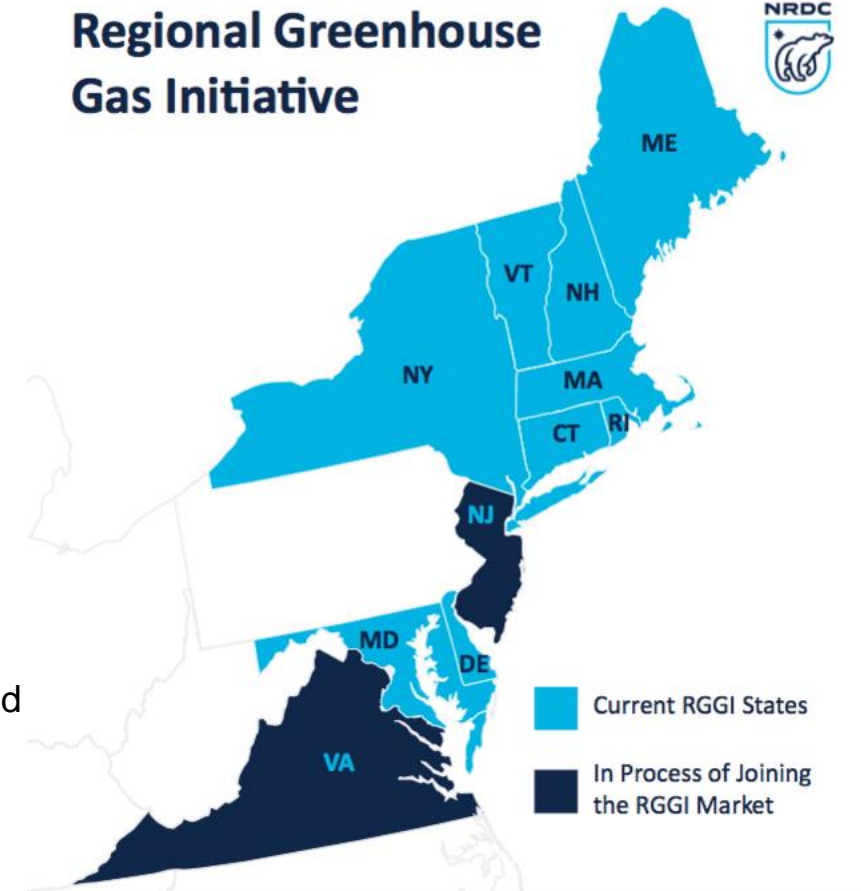 Regional Greenhouse
Gas Initiative
NRDC
ME
VT
NH
NY
MA
CT
RI
NJ
MD
DE
d
Current RGGI States
VA
In Process of Joining
the RGGI Market